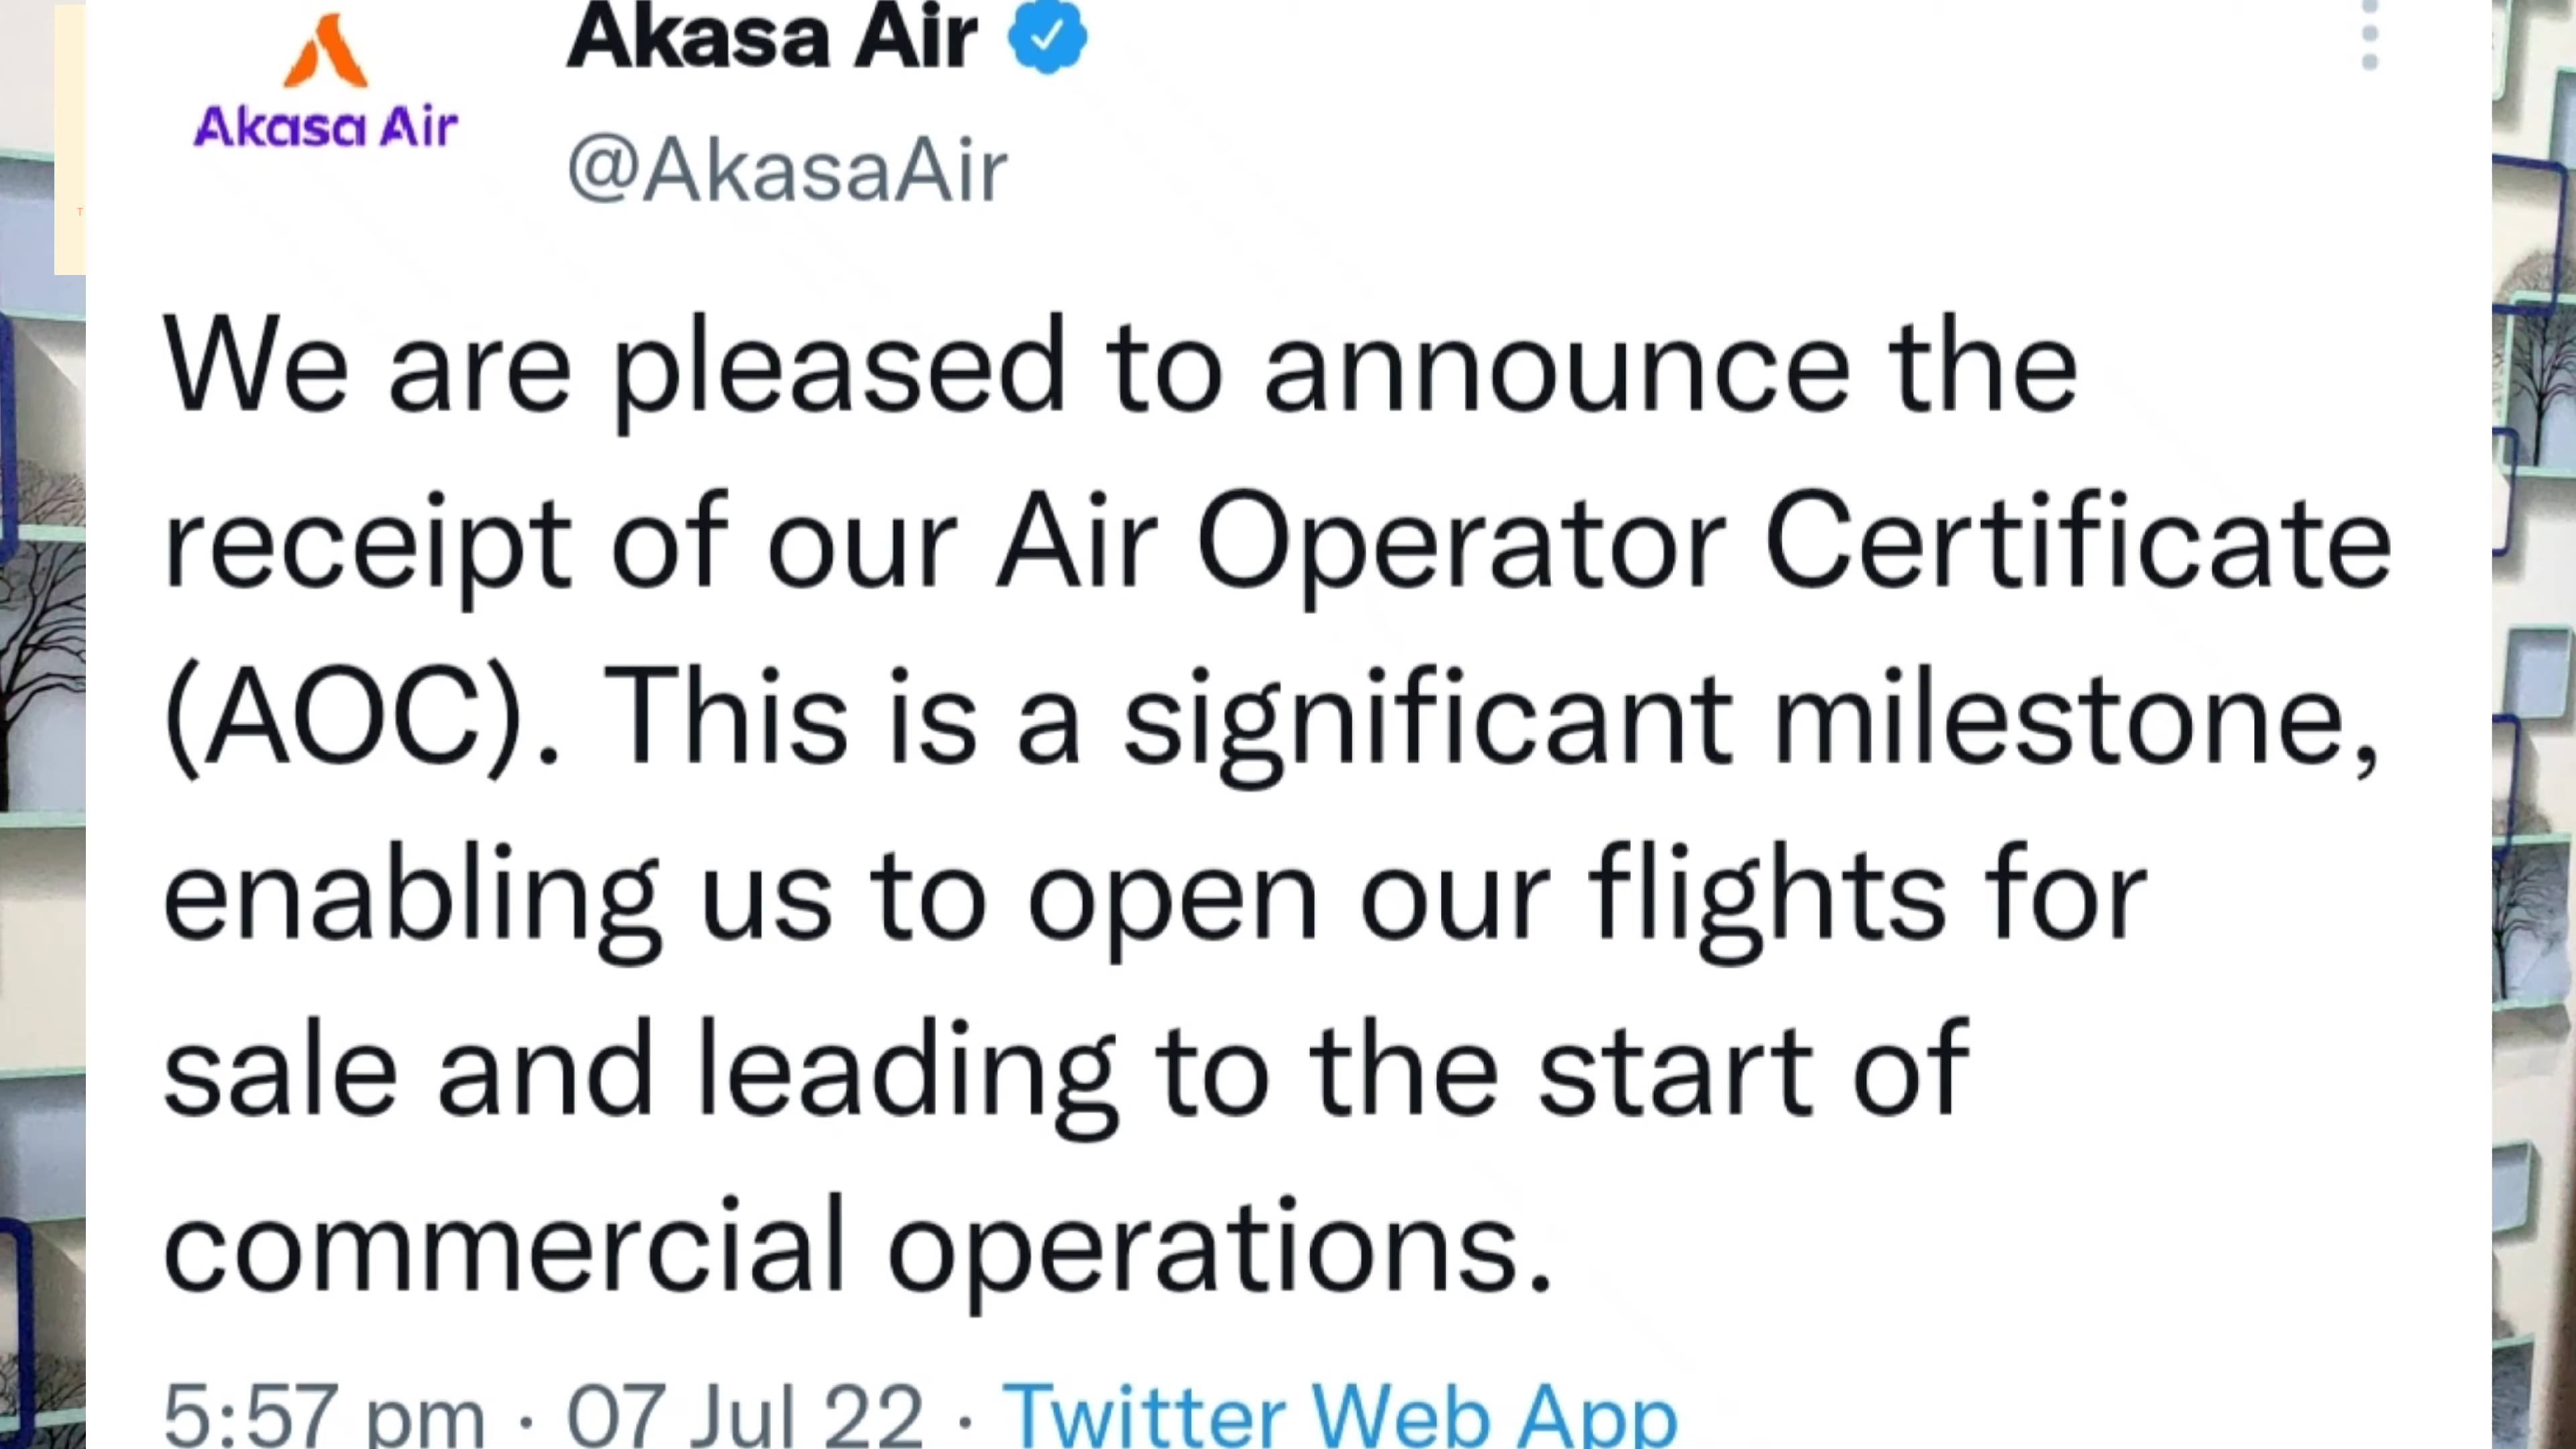 Akasa Air
Akasa Air
@AkasaAir
T
We are pleased to announce the
receipt of our Air Operator Certificate
(AOC). This is a significant milestone,
enabling us to open our flights for
sale and leading to the start of
commercial operations.
5:57 pm · 07 Jul 22 · Twitter Web App